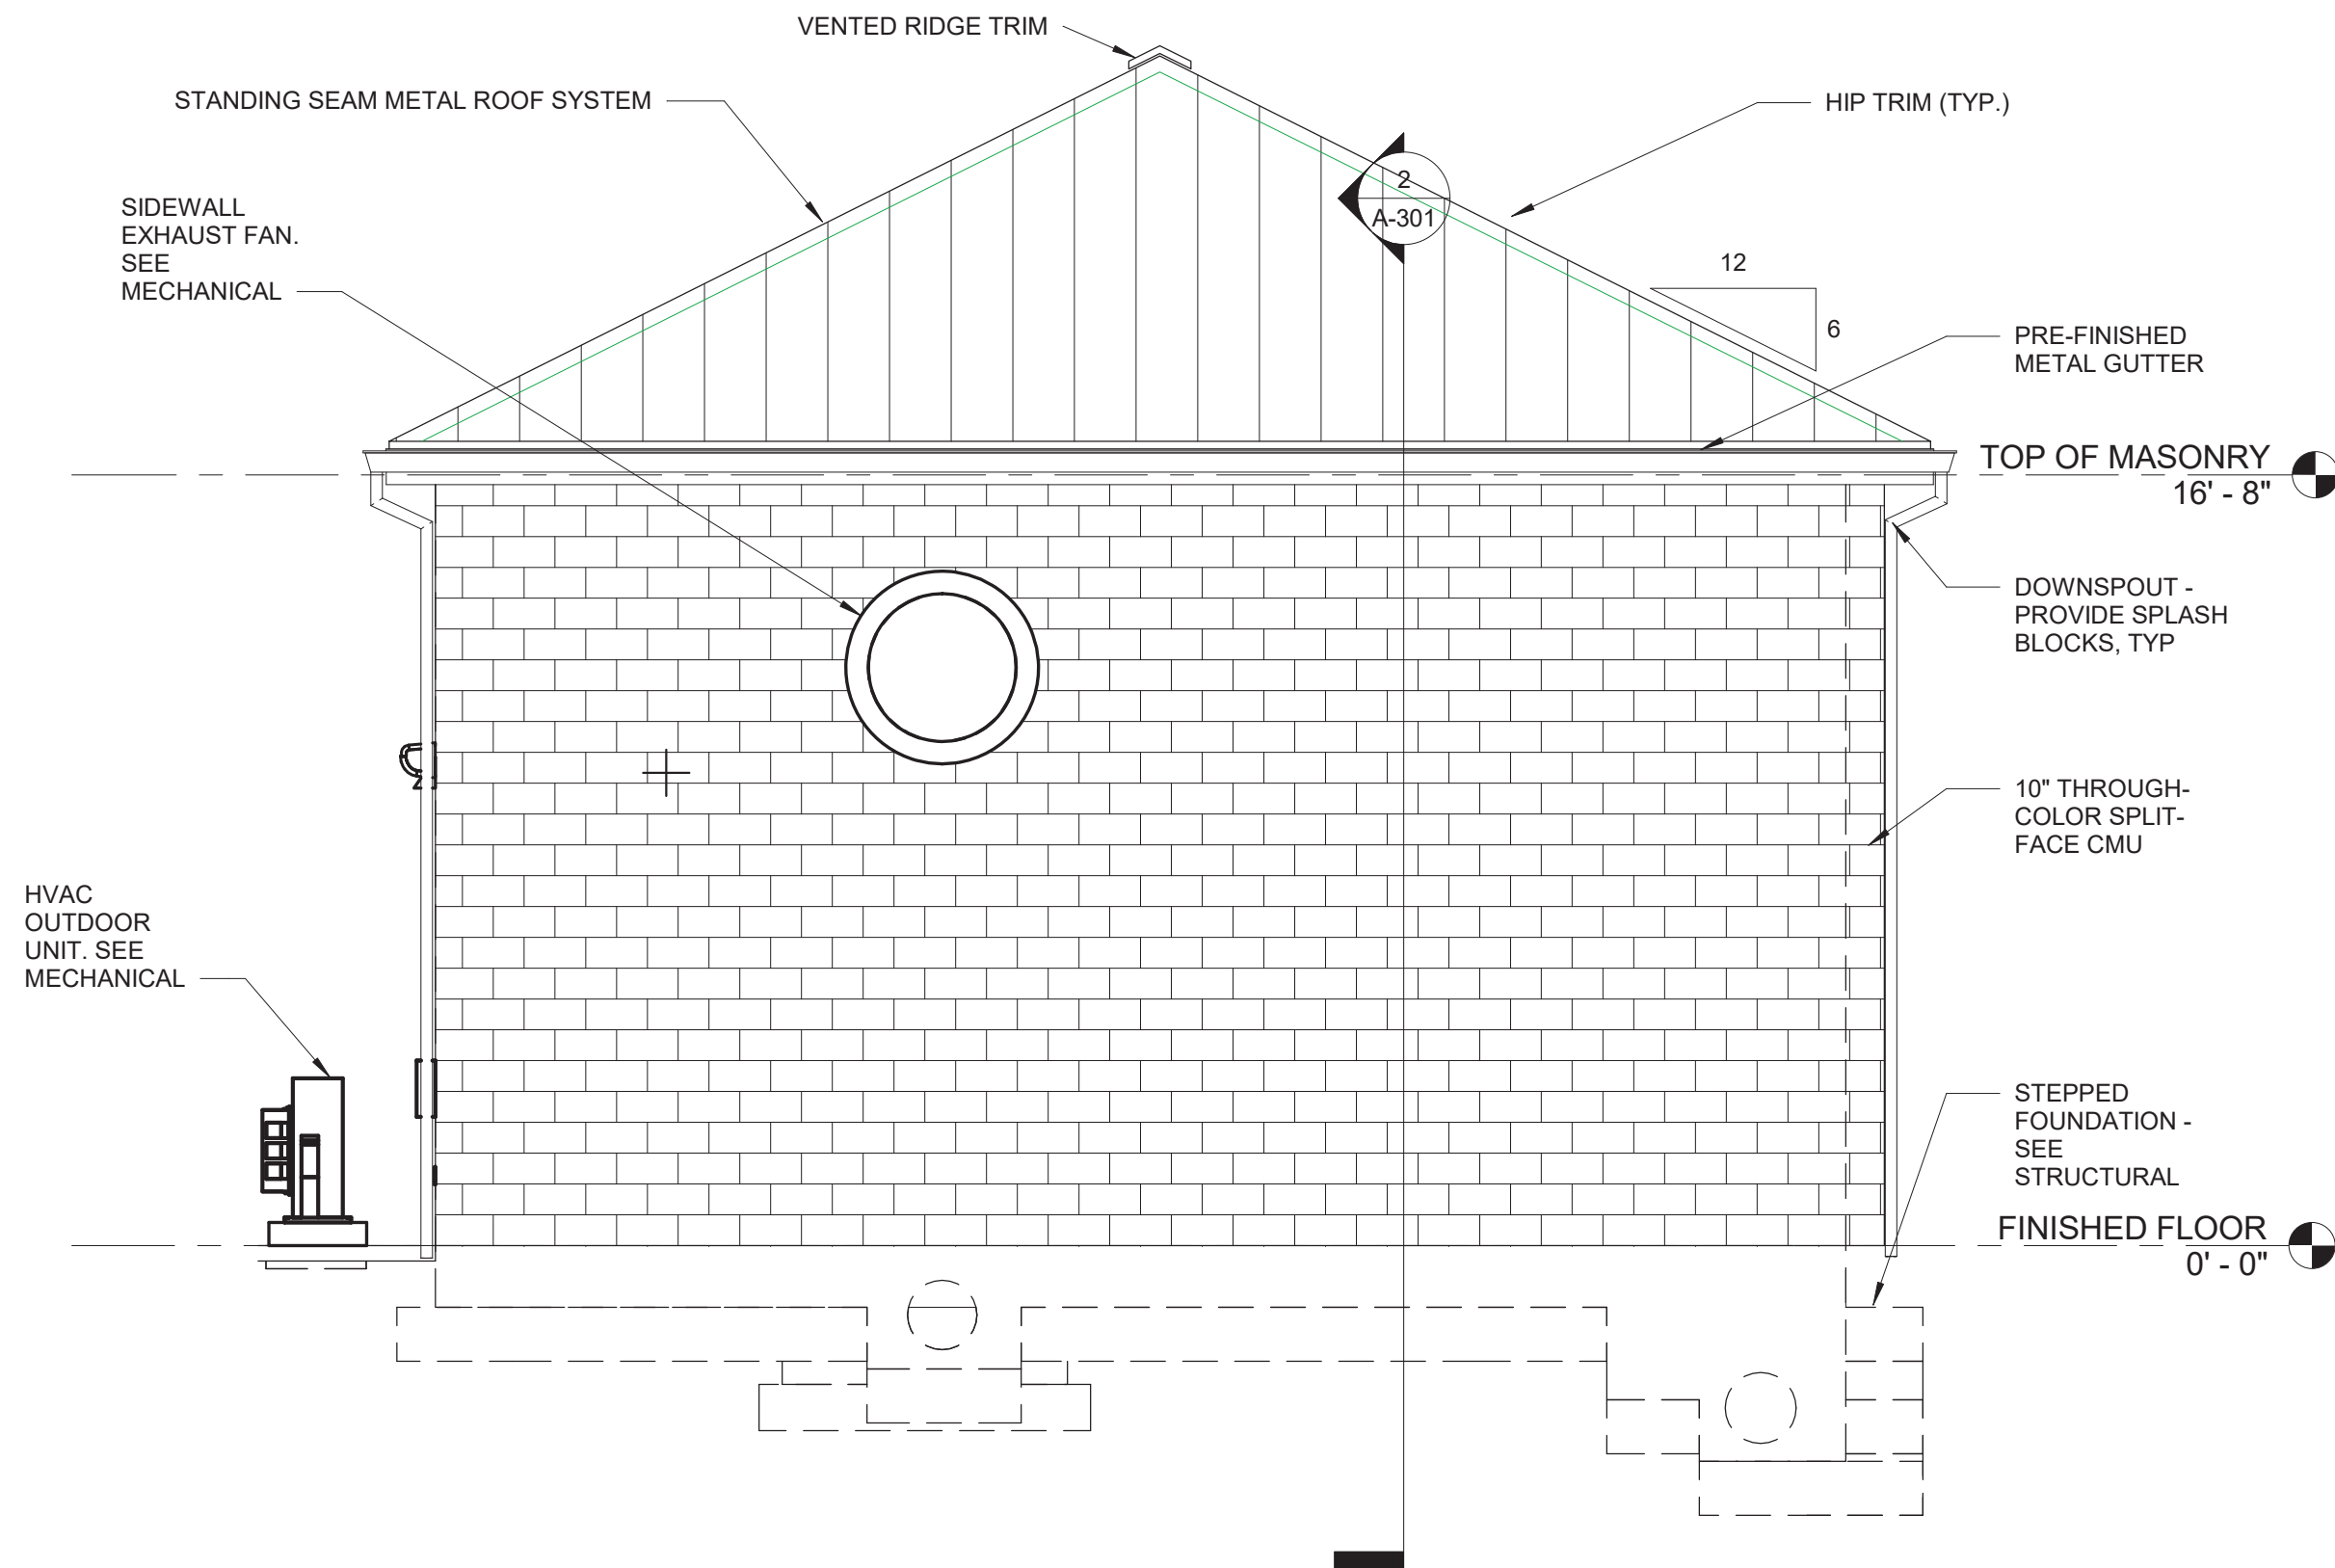 VENTED RIDGE TRIM
STANDING SEAM METAL ROOF SYSTEM
HIP TRIM (TYP.)
SIDEWALL
EXHAUST FAN.
SEE
MECHANICAL
2
A-301
12
6
PRE-FINISHED
METAL GUTTER
TOP OF MASONRY
16' - 8"
DOWNSPOUT -
PROVIDE SPLASH
BLOCKS, TYP
10" THROUGH-
COLOR SPLIT-
FACE CMU
HVAC
OUTDOOR
UNIT. SEE
MECHANICAL
STEPPED
FOUNDATION -
SEE
STRUCTURAL
FINISHED FLOOR
0' - 0"